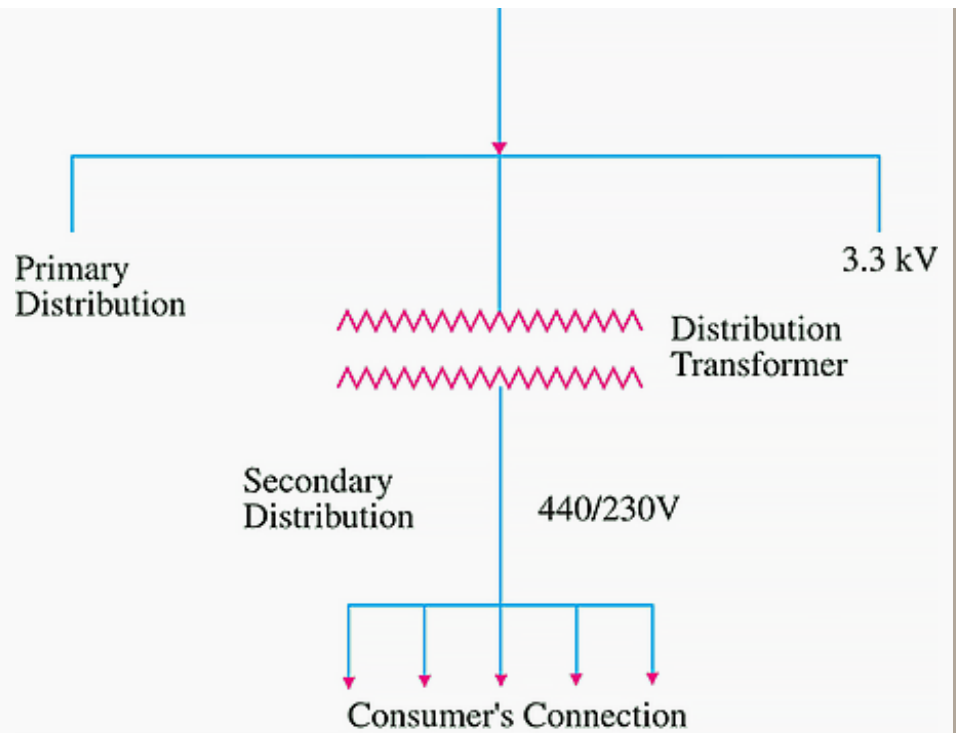 Primary
Distribution
3.3 kV
Distribution
Transformer
Secondary
Distribution
440/230V
Consumer's Connection